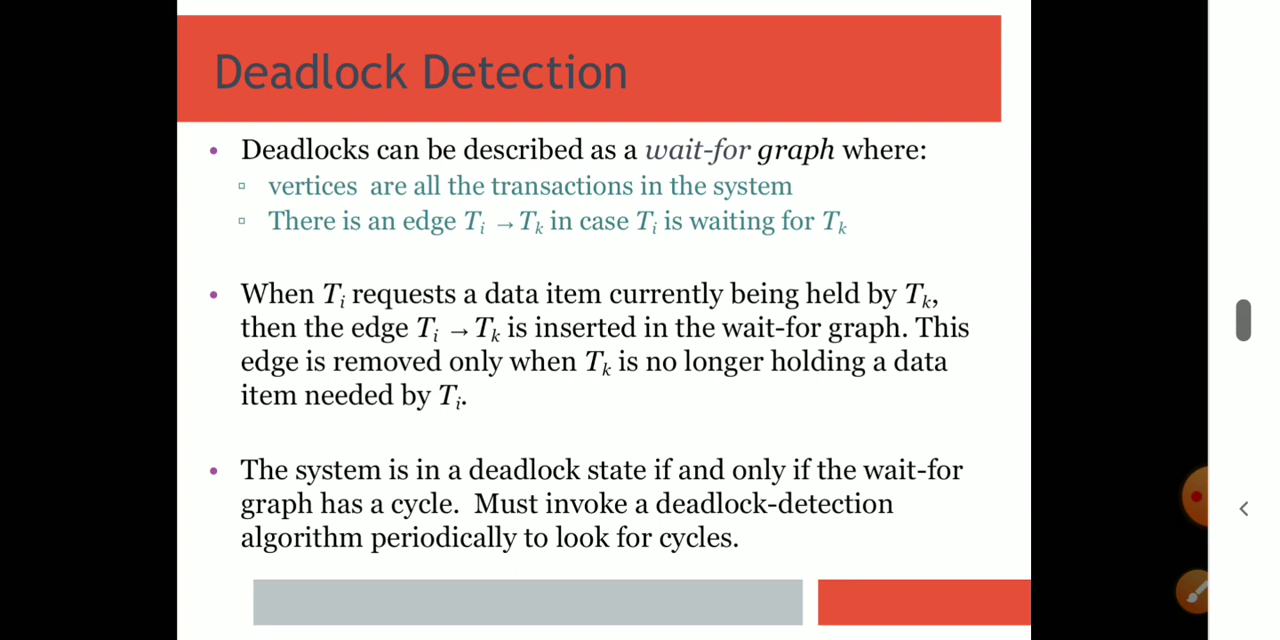 Deadlock Detection
• Deadlocks can be described as a wait-for graph where:
▫ vertices are all the transactions in the system
▫ There is an edge Ti → Tk in case Ti is waiting for Tk
• When Ti requests a data item currently being held by Tk,
then the edge Ti → Tk is inserted in the wait-for graph. This
edge is removed only when Tk is no longer holding a data
item needed by Ti.
• The system is in a deadlock state if and only if the wait-for
graph has a cycle. Must invoke a deadlock-detection
algorithm periodically to look for cycles.